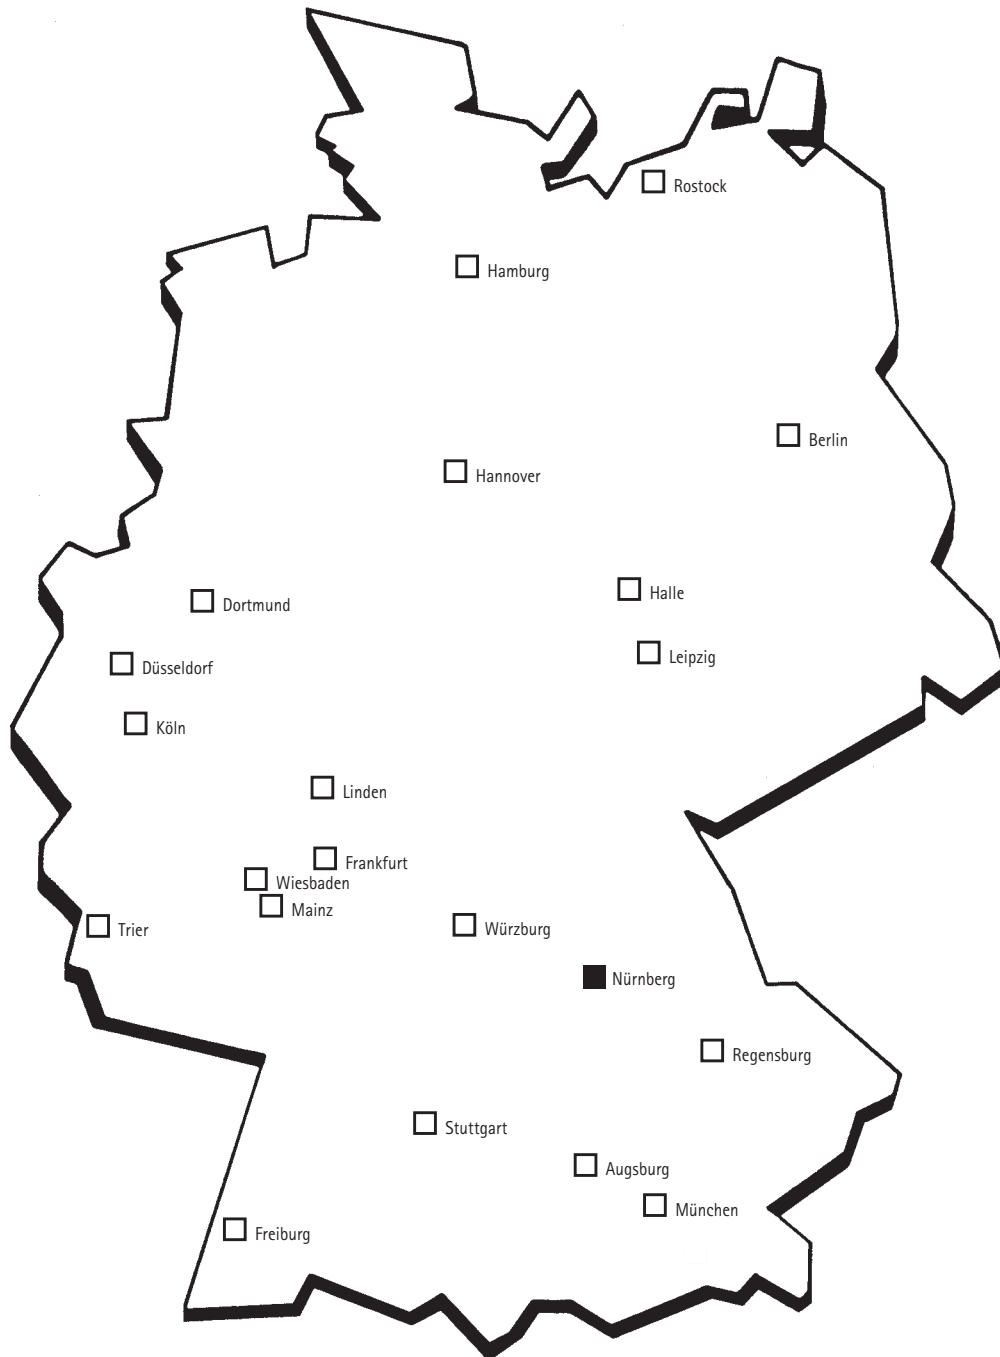 Rostock
Hamburg
Berlin
Hannover
Halle
Dortmund
Leipzig
Düsseldorf
Köln
Linden
Frankfurt
Wiesbaden
Mainz
Trier
Würzburg
Nürnberg
Regensburg
Stuttgart
Augsburg
München
Freiburg